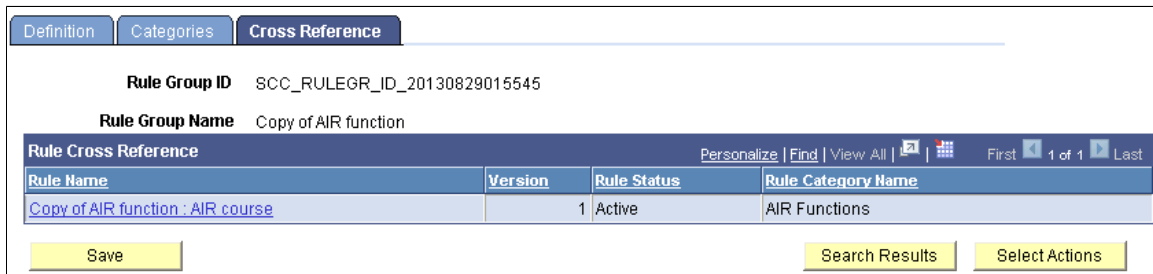 Definition Categories Cross Reference
Rule Group ID SCC_RULEGR_ID_20130829015545
Rule Group Name Copy of AIR function
Rule Cross Reference Personalize | Find | View All | | First 1 of 1 Last
Rule Name Version Rule Status Rule Category Name
Copy of AIR function : AIR course 1 Active AIR Functions
Save Search Results Select Actions